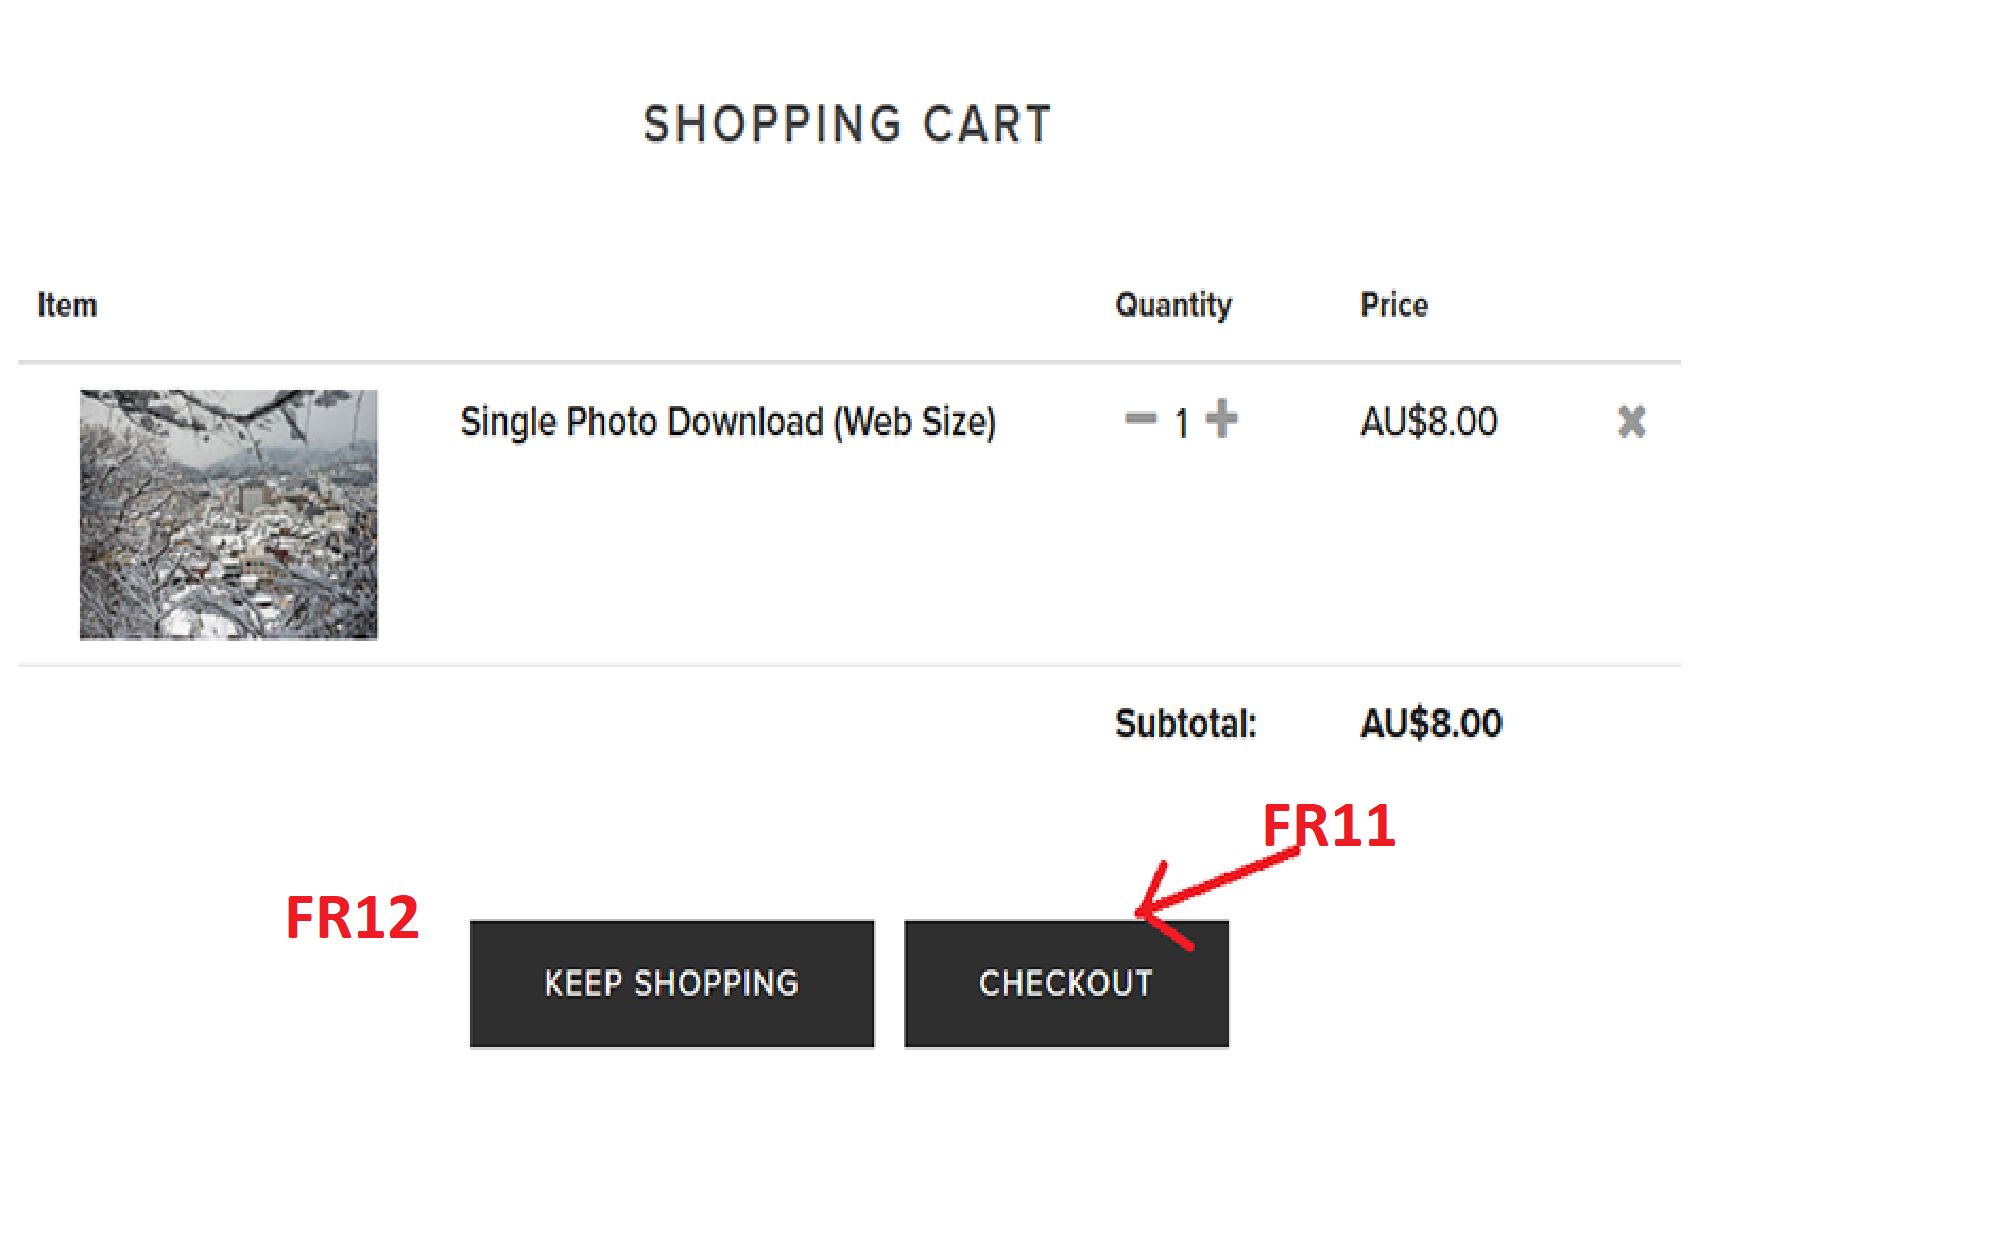 SHOPPING CART
Item Quantity Price
Single Photo Download (Web Size) 1 AU$8.00
Subtotal: AU$8.00
FR11
FR12
KEEP SHOPPING CHECKOUT